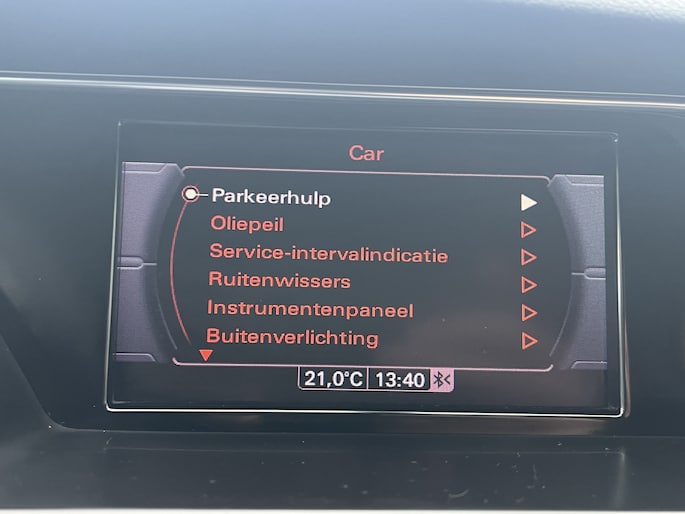 Car
Parkeerhulp
Oliepeil
Service-intervalindicatie
Ruitenwissers
Instrumentenpaneel
Buitenverlichting
21,0°C 13:40